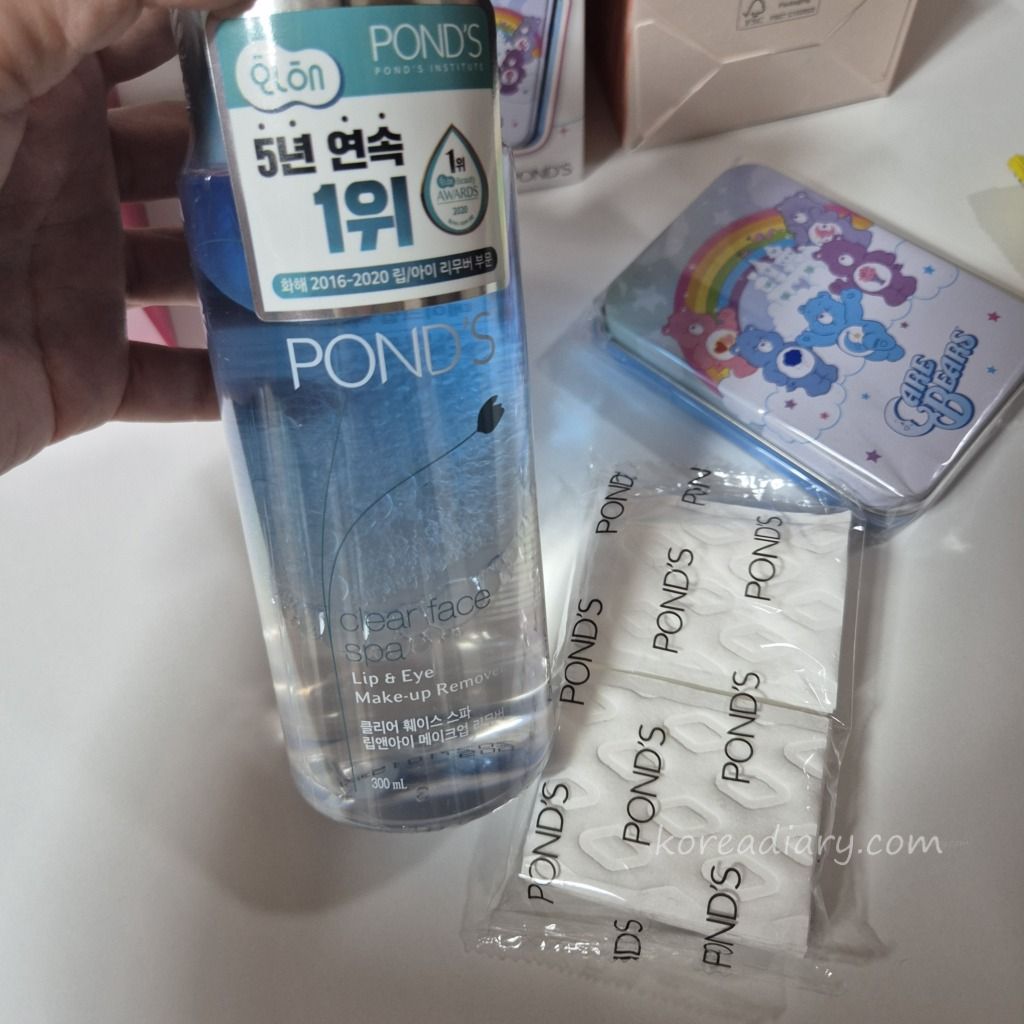 POND'S
POND'S INSTITUTE
5년 연속
1위
1위
AWARDS
2020
화해 2016-2020 립/아이 리무버 부문
POND'S
clear face
spa
Lip & Eye
Make-up Remover
클리어 훼이스 스파
립앤아이 메이크업 리무버
300 mL
POND'S
FSC
CARE
BEARS
POND'S
POND'S
POND'S
POND'S
POND'S
POND'S
POND'S
POND'S
koreadiary.com